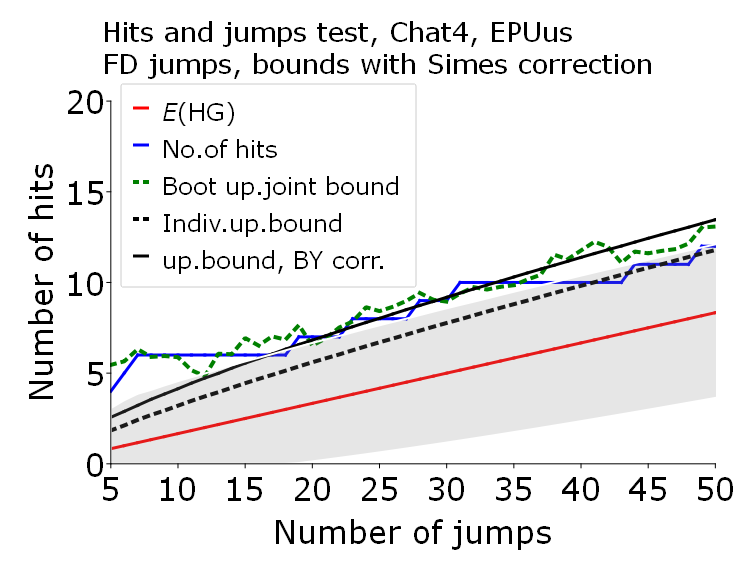 Hits and jumps test, Chat4, EPUus
FD jumps, bounds with Simes correction
E(HG)
No.of hits
Boot up.joint bound
Indiv.up.bound
up.bound, BY corr.
Number of hits
20
15
10
5
0
5 10 15 20 25 30 35 40 45 50
Number of jumps